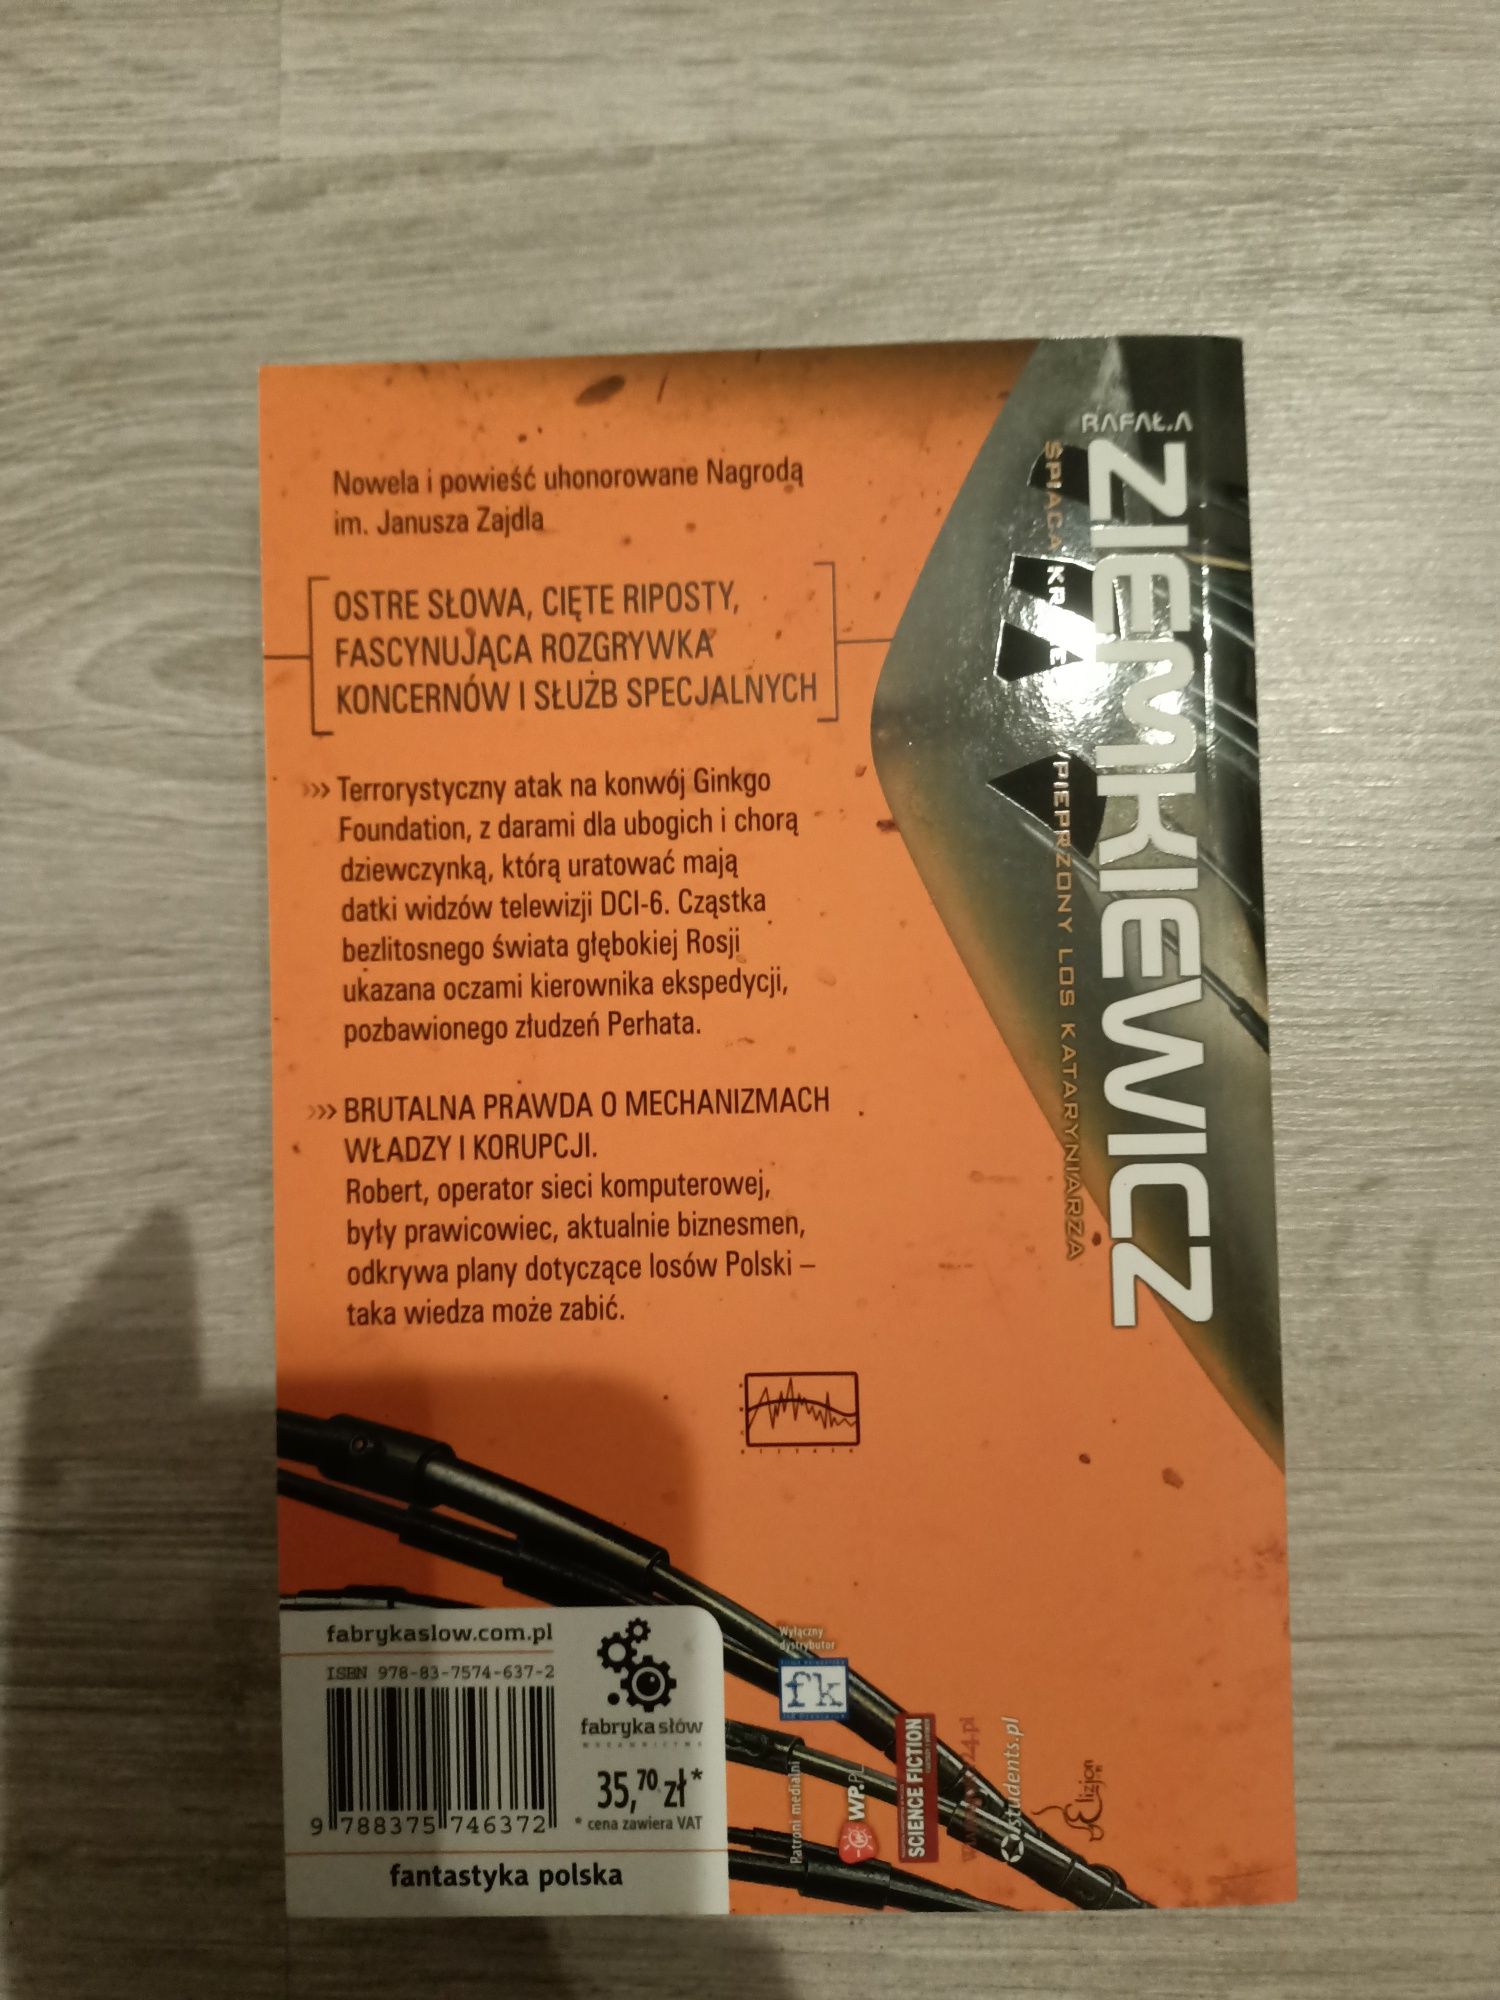 Nowela i powieść uhonorowane Nagrodą
im. Janusza Zajdla
OSTRE SŁOWA, CIĘTE RIPOSTY,
FASCYNUJĄCA ROZGRYWKA
KONCERNÓW I SŁUŻB SPECJALNYCH
››› Terrorystyczny atak na konwój Ginkgo
Foundation, z darami dla ubogich i chorą
dziewczynką, którą uratować mają
datki widzów telewizji DCI-6. Cząstka
bezlitosnego świata głębokiej Rosji
ukazana oczami kierownika ekspedycji,
pozbawionego złudzeń Perhata.
››› BRUTALNA PRAWDA O MECHANIZMACH
WŁADZY I KORUPCJI.
Robert, operator sieci komputerowej,
były prawicowiec, aktualnie biznesmen,
odkrywa plany dotyczące losów Polski –
taka wiedza może zabić.
RAFAŁ.A
ZIEMKIEWICZ
ŚPIĄCA
PIEPRZONY LOS KATARYNIARZA
fabrykaslow.com.pl
ISBN 978-83-7574-637-2
9 788375 746372
fabryka słów
WYDAWNICTWO
35,70 zł*
* cena zawiera VAT
fantastyka polska
Wyłączny
dystrybutor
fk
Patroni medialni
WP.PL
SCIENCE FICTION
students.pl
Elizjon